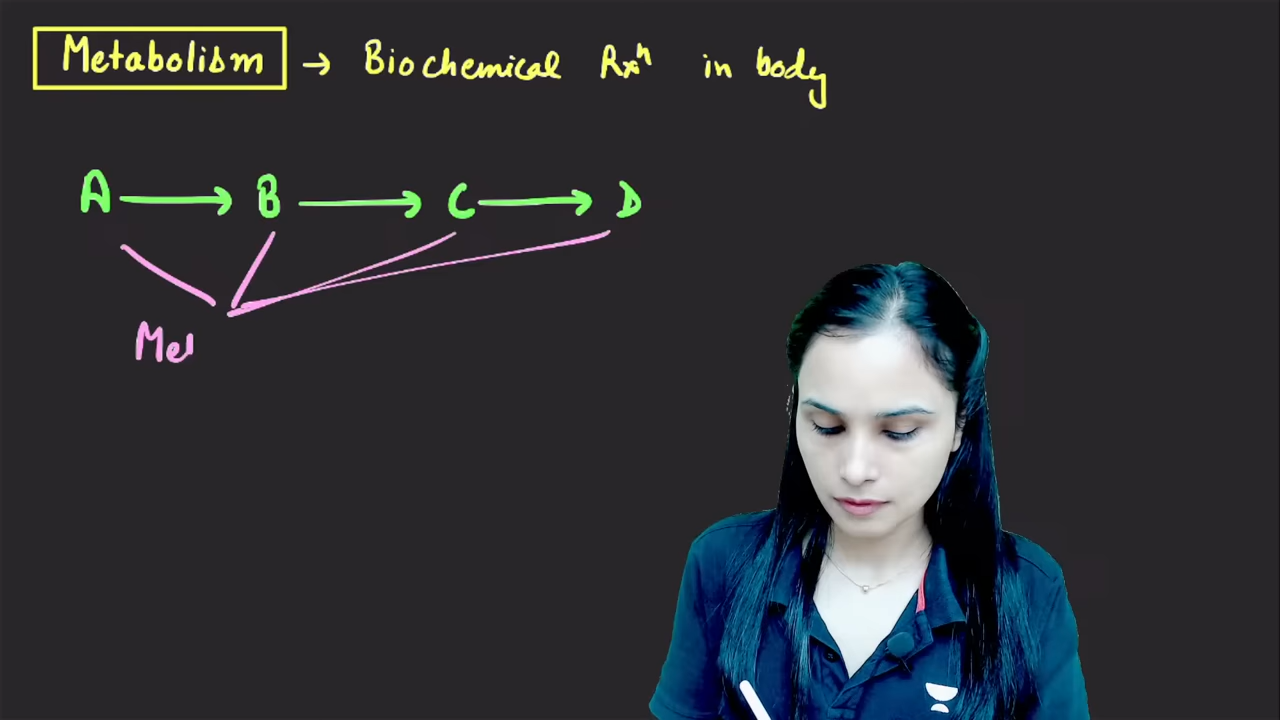 Metabolism → Biochemical Rxn in body
A → B → C → D
Met